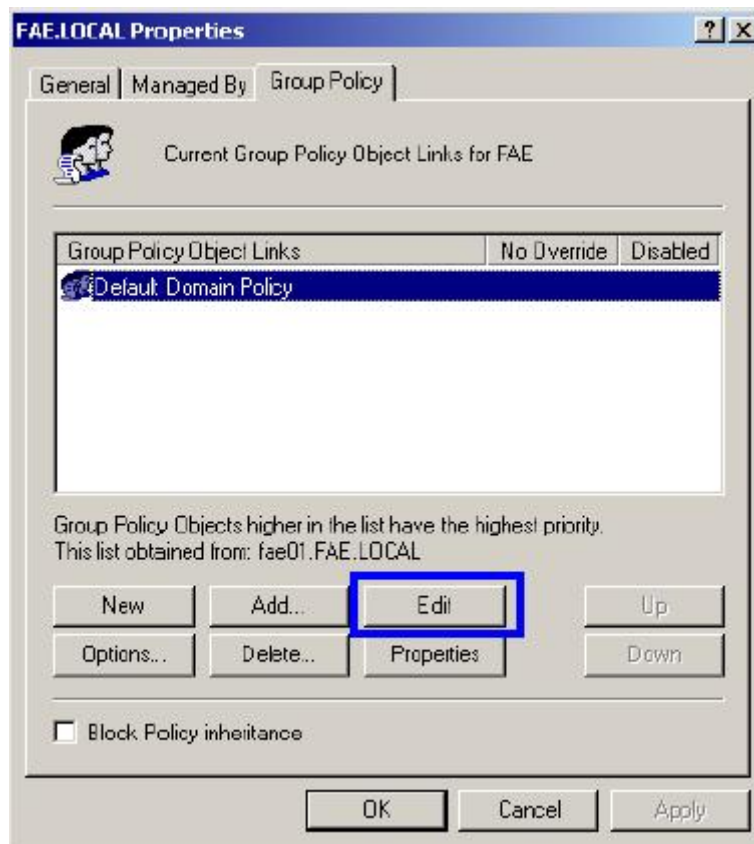 FAE.LOCAL Properties
General Managed By Group Policy
Current Group Policy Object Links for FAE
Group Policy Object Links No Override Disabled
Default Domain Policy
Group Policy Objects higher in the list have the highest priority.
This list obtained from: fae01.FAE.LOCAL
New Add... Edit Up
Options... Delete... Properties Down
Block Policy inheritance
OK Cancel Apply